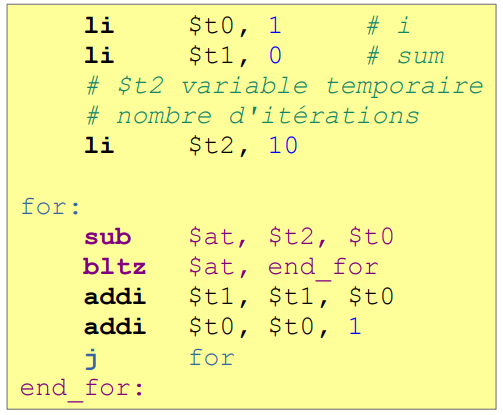 li $t0, 1 # i
li $t1, 0 # sum
# $t2 variable temporaire
# nombre d'itérations
li $t2, 10
for:
sub $at, $t2, $t0
bltz $at, end_for
addi $t1, $t1, $t0
addi $t0, $t0, 1
j for
end_for: